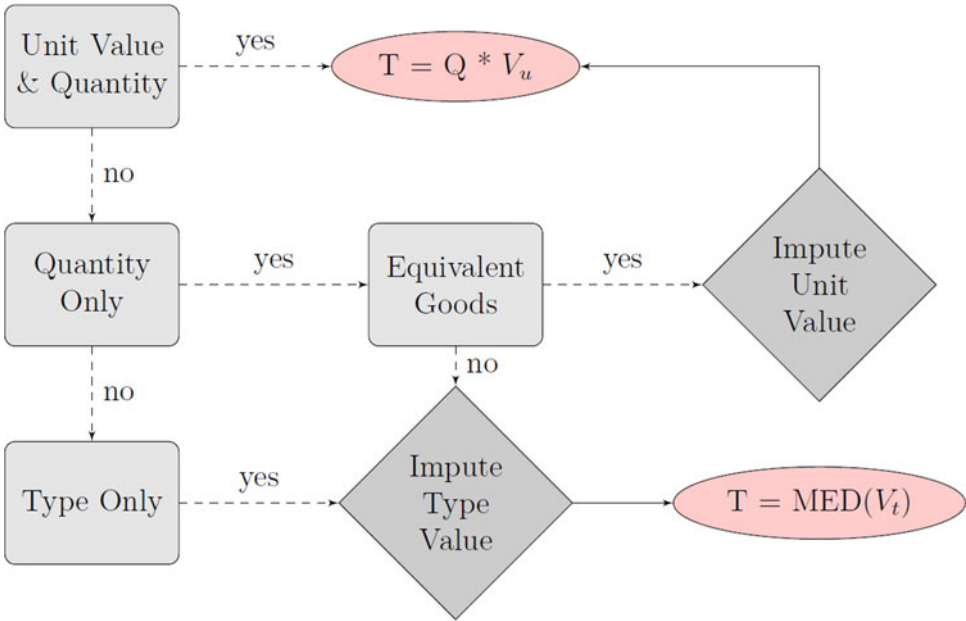 Unit Value
& Quantity
yes
T = Q * V_u
no
Quantity
Only
yes
Equivalent
Goods
yes
Impute
Unit
Value
no
no
Type Only
yes
Impute
Type
Value
T = MED(V_t)